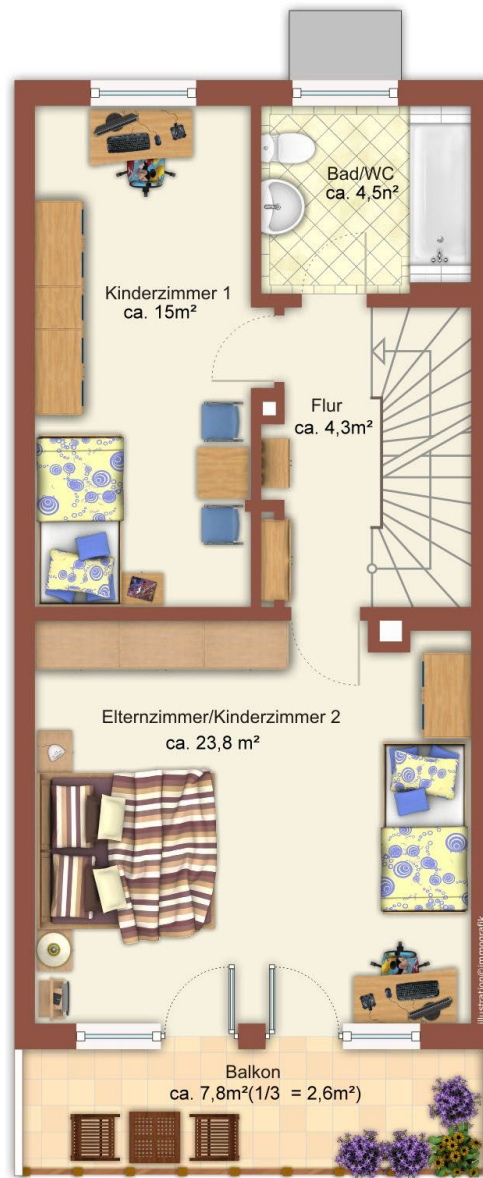 Bad/WC
ca. 4,5n²
Kinderzimmer 1
ca. 15m²
Flur
ca. 4,3m²
Elternzimmer/Kinderzimmer 2
ca. 23,8 m²
illustration©immografik
Balkon
ca. 7,8m²(1/3 = 2,6m²)